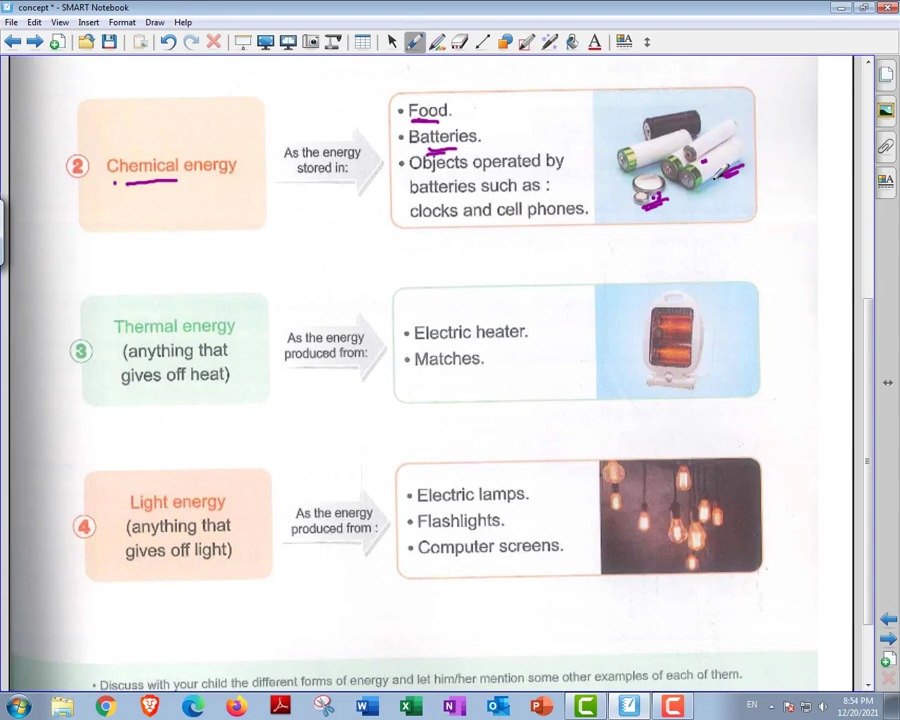 concept * - SMART Notebook
File Edit View Insert Format Draw Help
2
Chemical energy
As the energy
stored in:
• Food.
• Batteries.
• Objects operated by
batteries such as :
clocks and cell phones.
3
Thermal energy
(anything that
gives off heat)
As the energy
produced from:
• Electric heater.
• Matches.
4
Light energy
(anything that
gives off light)
As the energy
produced from :
• Electric lamps.
• Flashlights.
• Computer screens.
• Discuss with your child the different forms of energy and let him/her mention some other examples of each of them.
EN
8:54 PM
12/20/2021